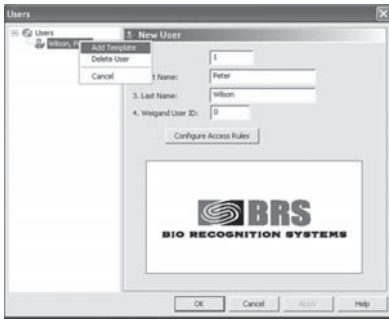 Users
Users
Wilson, P
Add Template
Delete User
Cancel
New User
1
t Name:
Peter
3. Last Name:
Wilson
4. Weigand User ID:
0
Configure Access Rules
BRS
BIO RECOGNITION SYSTEMS
OK
Cancel
Apply
Help